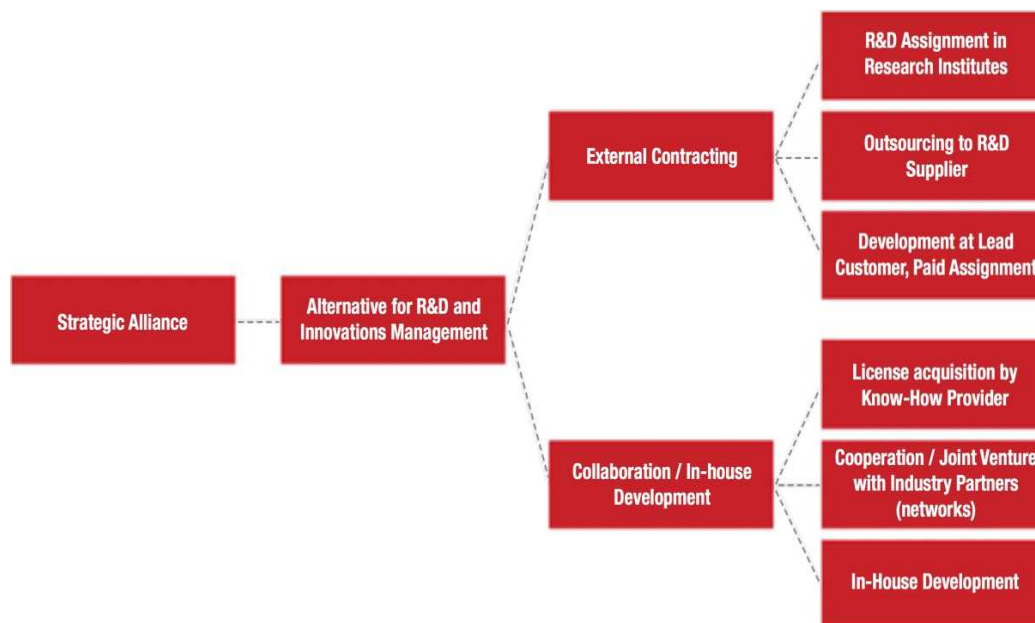 Strategic Alliance
Alternative for R&D and
Innovations Management
External Contracting
R&D Assignment in
Research Institutes
Outsourcing to R&D
Supplier
Development at Lead
Customer, Paid Assignment
Collaboration / In-house
Development
License acquisition by
Know-How Provider
Cooperation / Joint Venture
with Industry Partners
(networks)
In-House Development